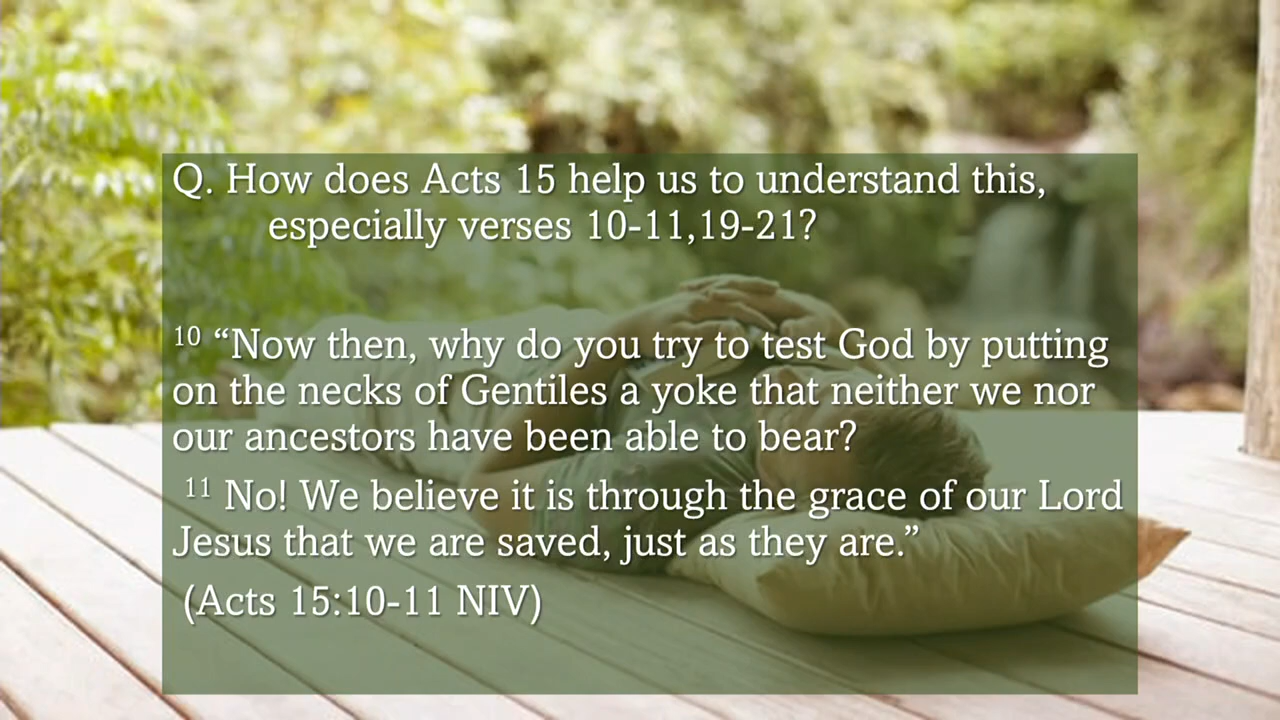 Q. How does Acts 15 help us to understand this,
especially verses 10-11,19-21?
10 “Now then, why do you try to test God by putting
on the necks of Gentiles a yoke that neither we nor
our ancestors have been able to bear?
11 No! We believe it is through the grace of our Lord
Jesus that we are saved, just as they are.”
(Acts 15:10-11 NIV)